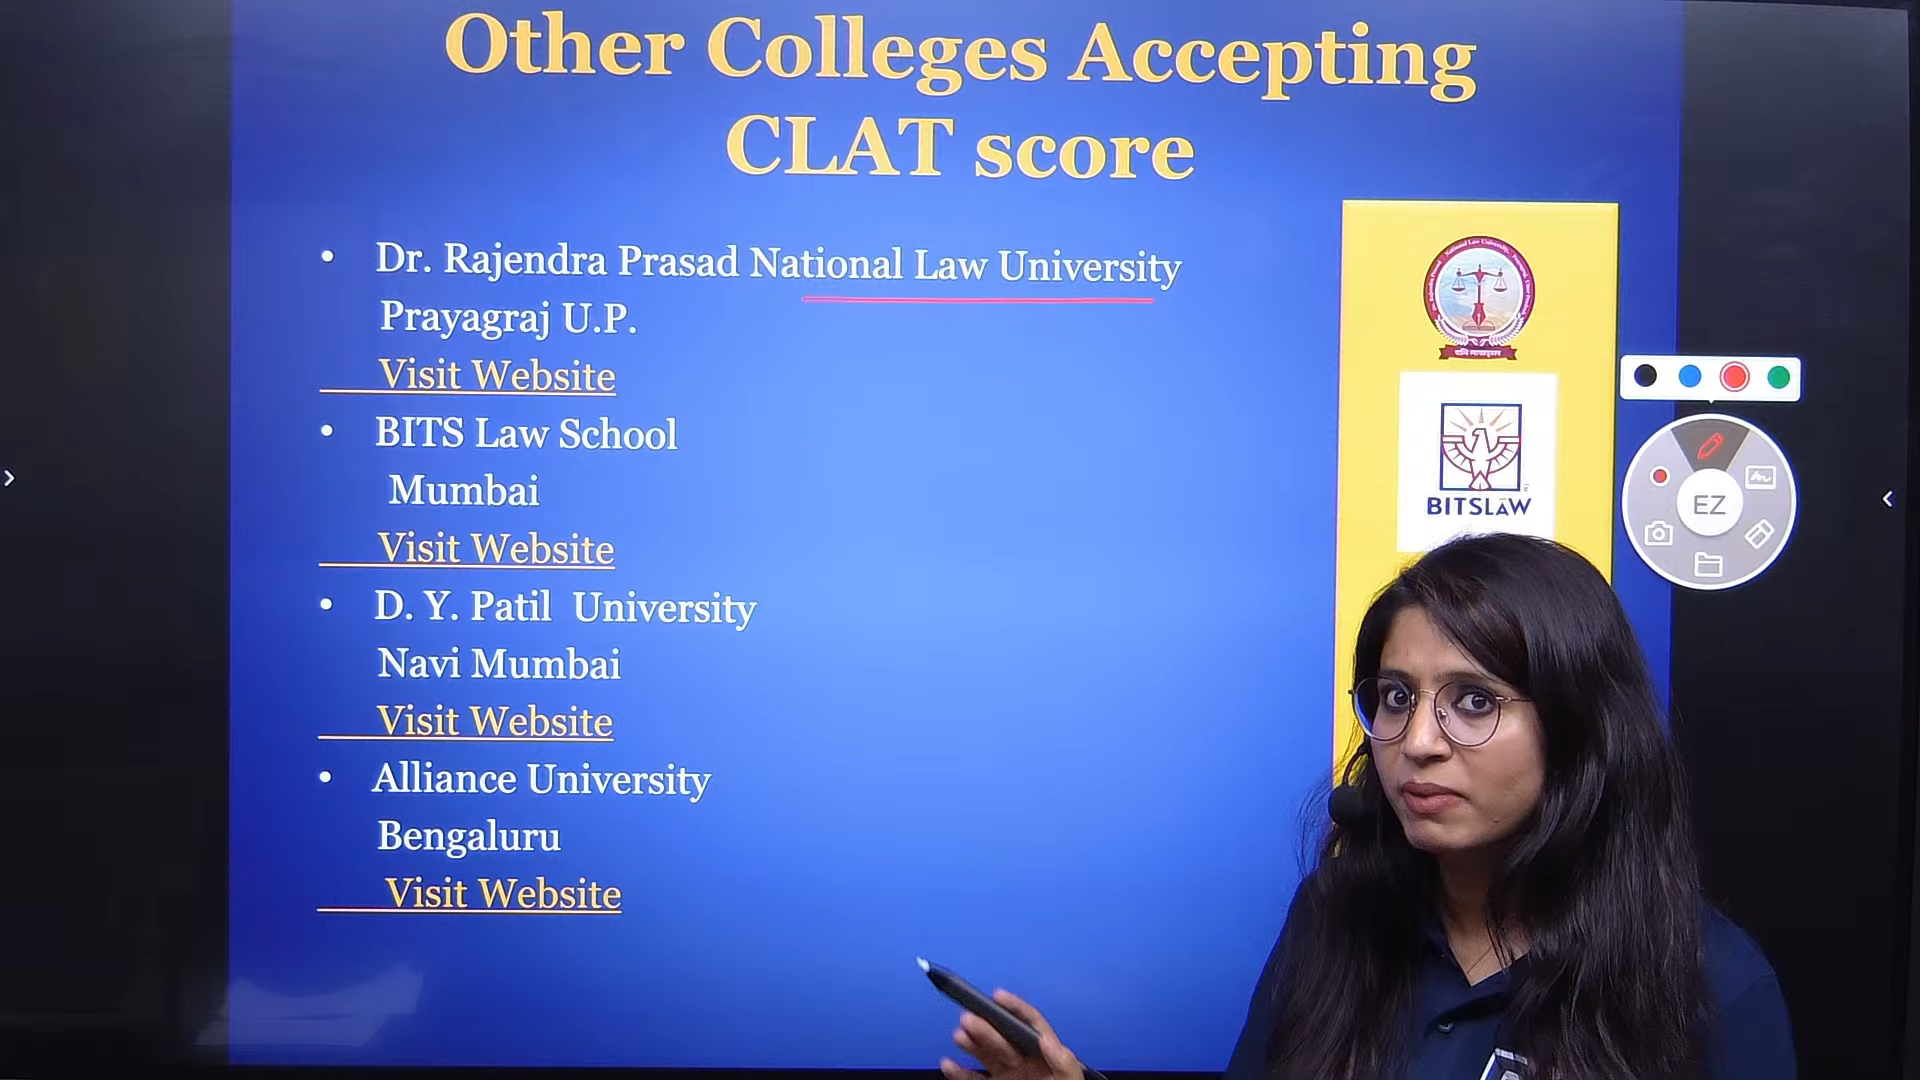 Other Colleges Accepting
CLAT score
• Dr. Rajendra Prasad National Law University
Prayagraj U.P.
Visit Website
• BITS Law School
Mumbai
Visit Website
• D. Y. Patil University
Navi Mumbai
Visit Website
• Alliance University
Bengaluru
Visit Website
BITSLAW
EZ